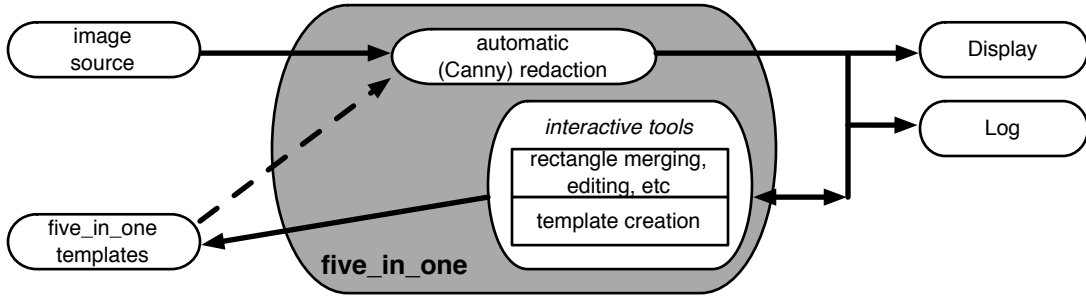 image
source
automatic
(Canny) redaction
Display
interactive tools
Log
rectangle merging,
editing, etc
template creation
five_in_one
templates
five_in_one